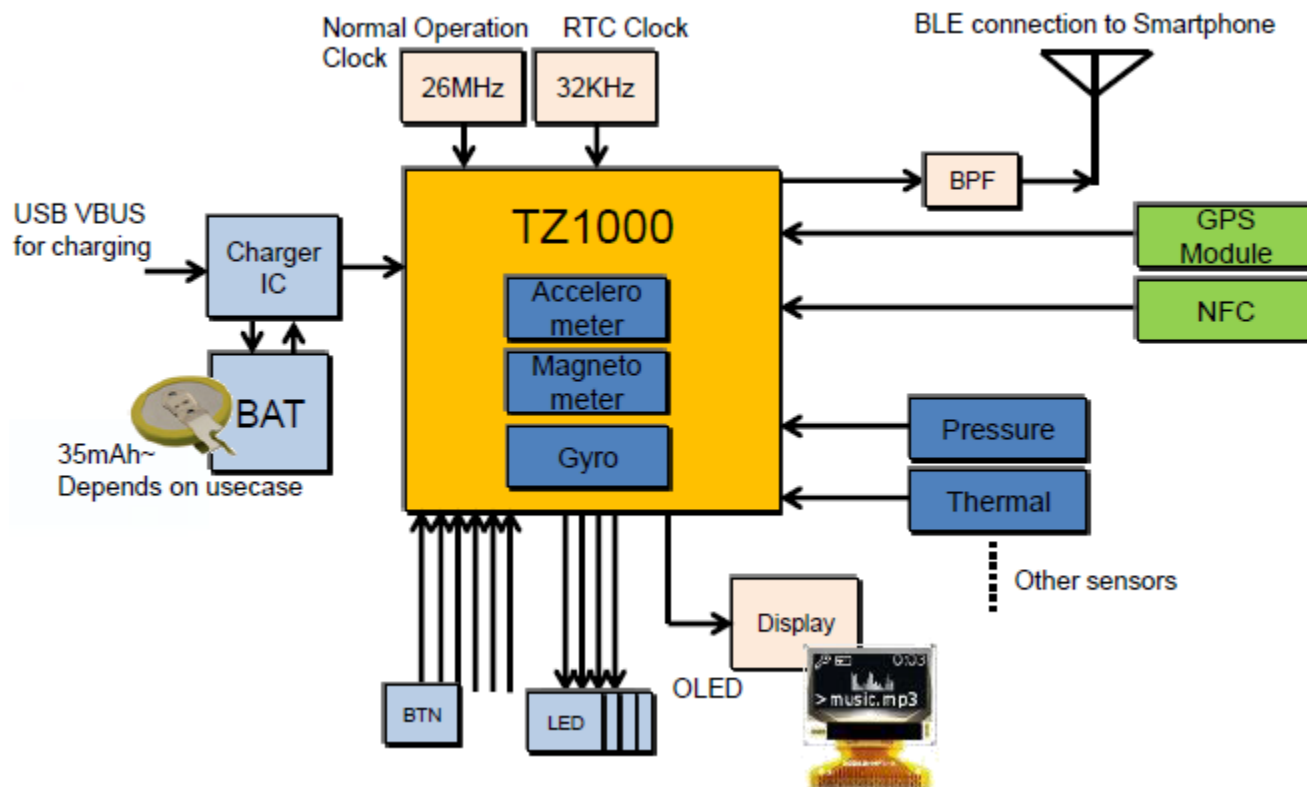 Normal Operation
Clock
RTC Clock
BLE connection to Smartphone
26MHz
32KHz
BPF
USB VBUS
for charging
Charger
IC
TZ1000
GPS
Module
Accelero
meter
NFC
Magneto
meter
BAT
Gyro
Pressure
35mAh~
Depends on usecase
Thermal
Other sensors
Display
OLED
0:03
>music.mp3
BTN
LED